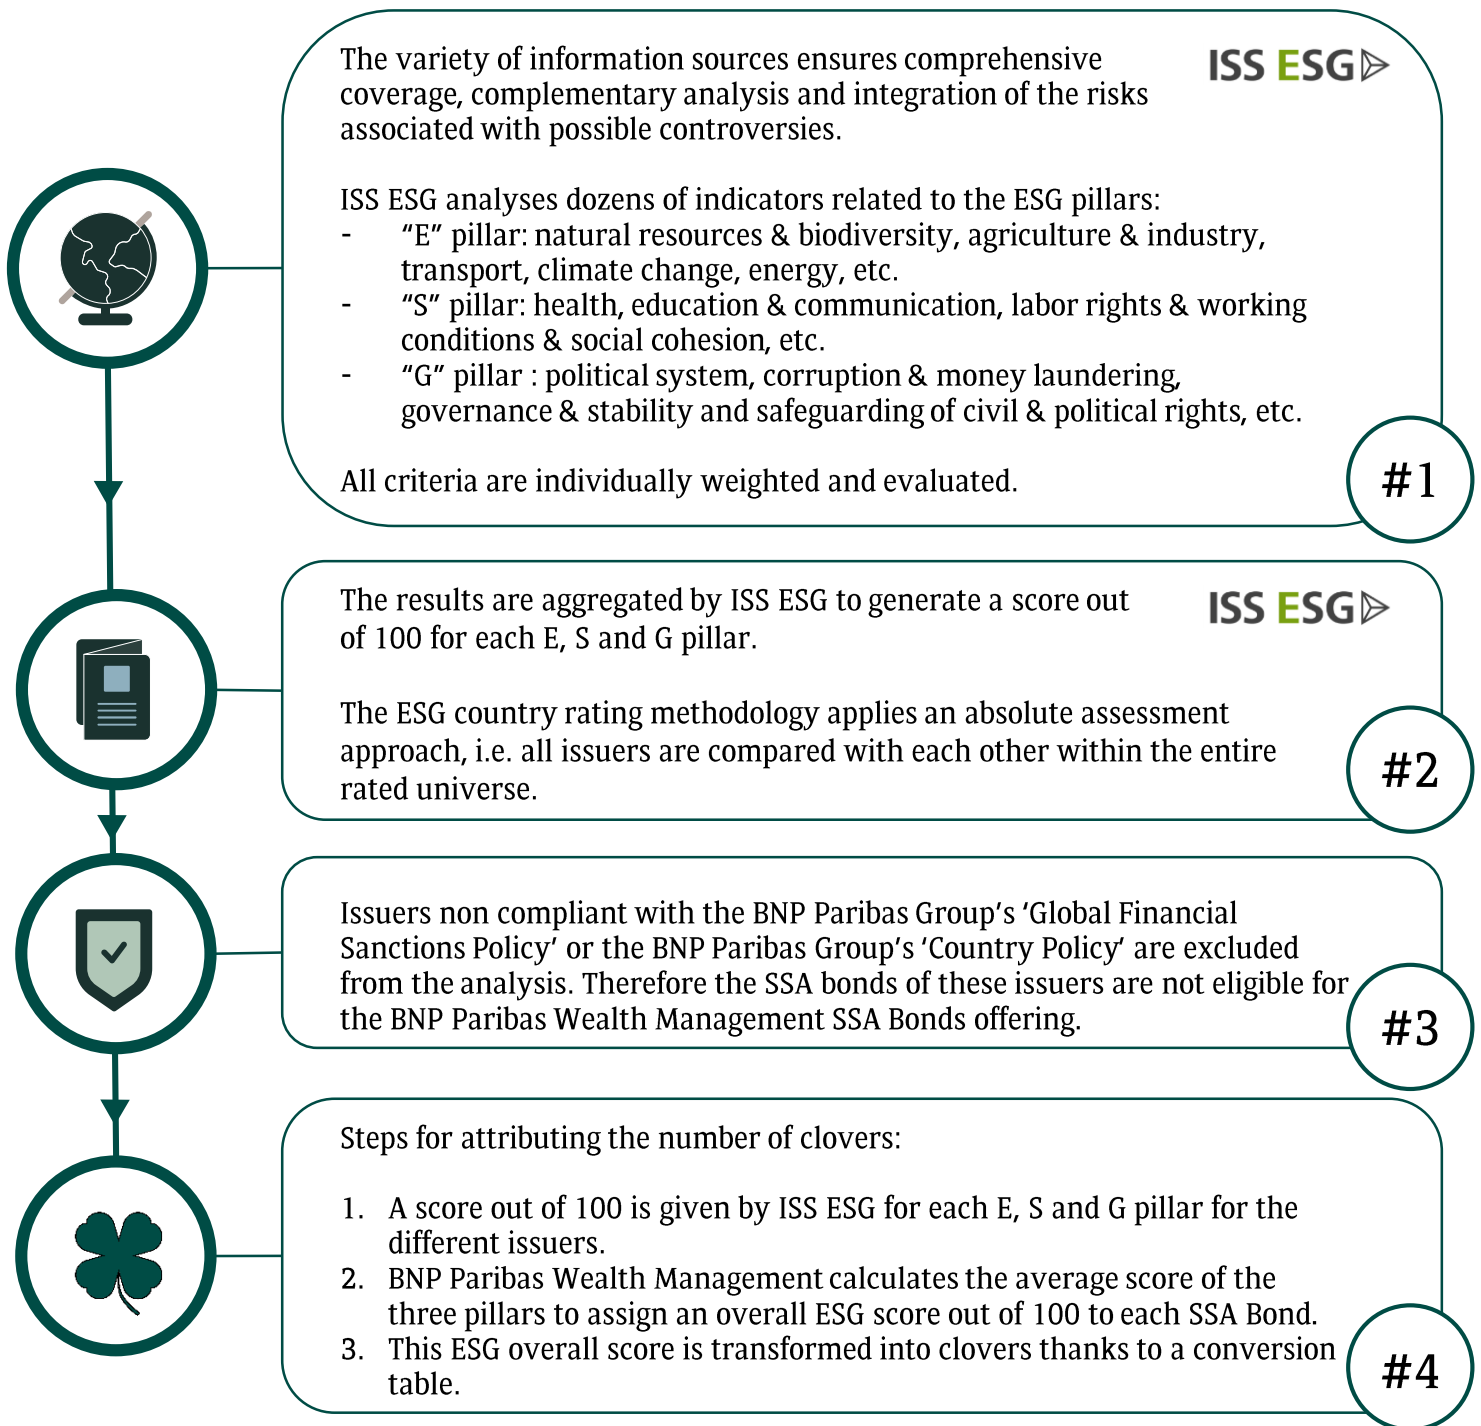 The variety of information sources ensures comprehensive
coverage, complementary analysis and integration of the risks
associated with possible controversies.
ISS ESG
ISS ESG analyses dozens of indicators related to the ESG pillars:
- “E” pillar: natural resources & biodiversity, agriculture & industry,
transport, climate change, energy, etc.
- “S” pillar: health, education & communication, labor rights & working
conditions & social cohesion, etc.
- “G” pillar : political system, corruption & money laundering,
governance & stability and safeguarding of civil & political rights, etc.
All criteria are individually weighted and evaluated.
#1
The results are aggregated by ISS ESG to generate a score out
of 100 for each E, S and G pillar.
ISS ESG
The ESG country rating methodology applies an absolute assessment
approach, i.e. all issuers are compared with each other within the entire
rated universe.
#2
Issuers non compliant with the BNP Paribas Group’s ‘Global Financial
Sanctions Policy’ or the BNP Paribas Group’s ‘Country Policy‘ are excluded
from the analysis. Therefore the SSA bonds of these issuers are not eligible for
the BNP Paribas Wealth Management SSA Bonds offering.
#3
Steps for attributing the number of clovers:
1. A score out of 100 is given by ISS ESG for each E, S and G pillar for the
different issuers.
2. BNP Paribas Wealth Management calculates the average score of the
three pillars to assign an overall ESG score out of 100 to each SSA Bond.
3. This ESG overall score is transformed into clovers thanks to a conversion
table.
#4